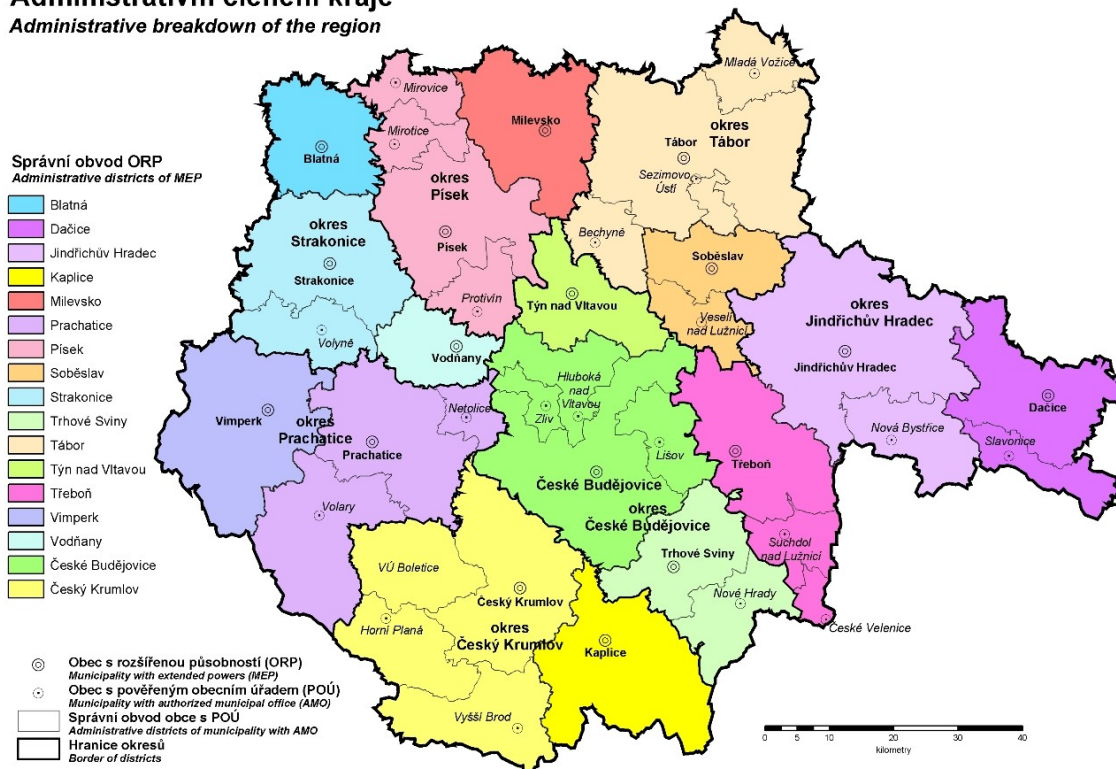 Administrativní členění kraje
Administrative breakdown of the region
Správní obvod ORP
Administrative districts of MEP
Blatná
Dačice
Jindřichův Hradec
Kaplice
Milevsko
Prachatice
Písek
Soběslav
Strakonice
Trhové Sviny
Tábor
Týn nad Vltavou
Třeboň
Vimperk
Vodňany
České Budějovice
Český Krumlov
Mladá Vožice
Mirovice
Milevsko
okres
Tábor
Mirotice
Blatná
Tábor
Sezimovo
Ústí
okres
Písek
okres
Strakonice
Písek
Bechyně
Soběslav
Strakonice
Týn nad Vltavou
okres
Jindřichův Hradec
Protivín
Veselí
nad Lužnicí
Volyně
Vodňany
Jindřichův Hradec
Hluboká
nad
Vltavou
Zliv
Dačice
Vimperk
okres
Prachatice
Netolice
Prachatice
Nová Bystřice
Slavonice
Lišov
Třeboň
České Budějovice
okres
České Budějovice
Volary
Suchdol
nad Lužnicí
Trhové Sviny
VÚ Boletice
Nové Hrady
Český Krumlov
Horní Planá
České Velenice
okres
Český Krumlov
Kaplice
Vyšší Brod
Obec s rozšířenou působností (ORP)
Municipality with extended powers (MEP)
Obec s pověřeným obecním úřadem (POÚ)
Municipality with authorized municipal office (AMO)
Správní obvod obce s POÚ
Administrative districts of municipality with AMO
Hranice okresů
Border of districts
0 5 10 20 30 40
kilometry